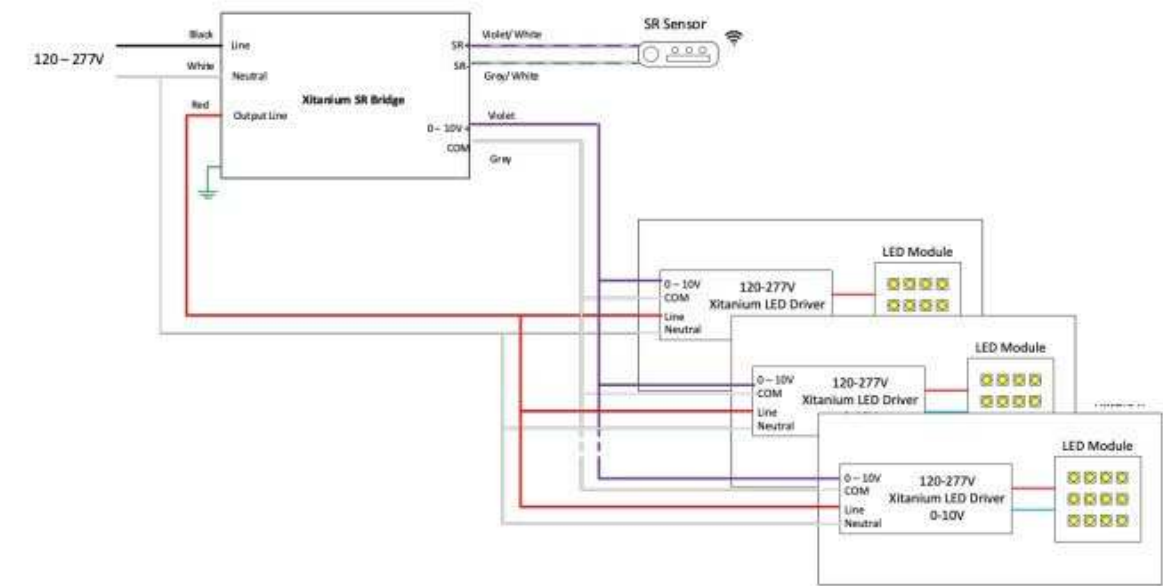 120 – 277V
Black
Line
White
Neutral
Red
Output Line
Xitanium SR Bridge
SR
SR
0 – 10V +
COM
Violet/ White
Grey/ White
Violet
Grey
SR Sensor
LED Module
0 – 10V
COM
Line
Neutral
120-277V
Xitanium LED Driver
LED Module
0 – 10V
COM
Line
Neutral
120-277V
Xitanium LED Driver
LED Module
0 – 10V
COM
Line
Neutral
120-277V
Xitanium LED Driver
0-10V